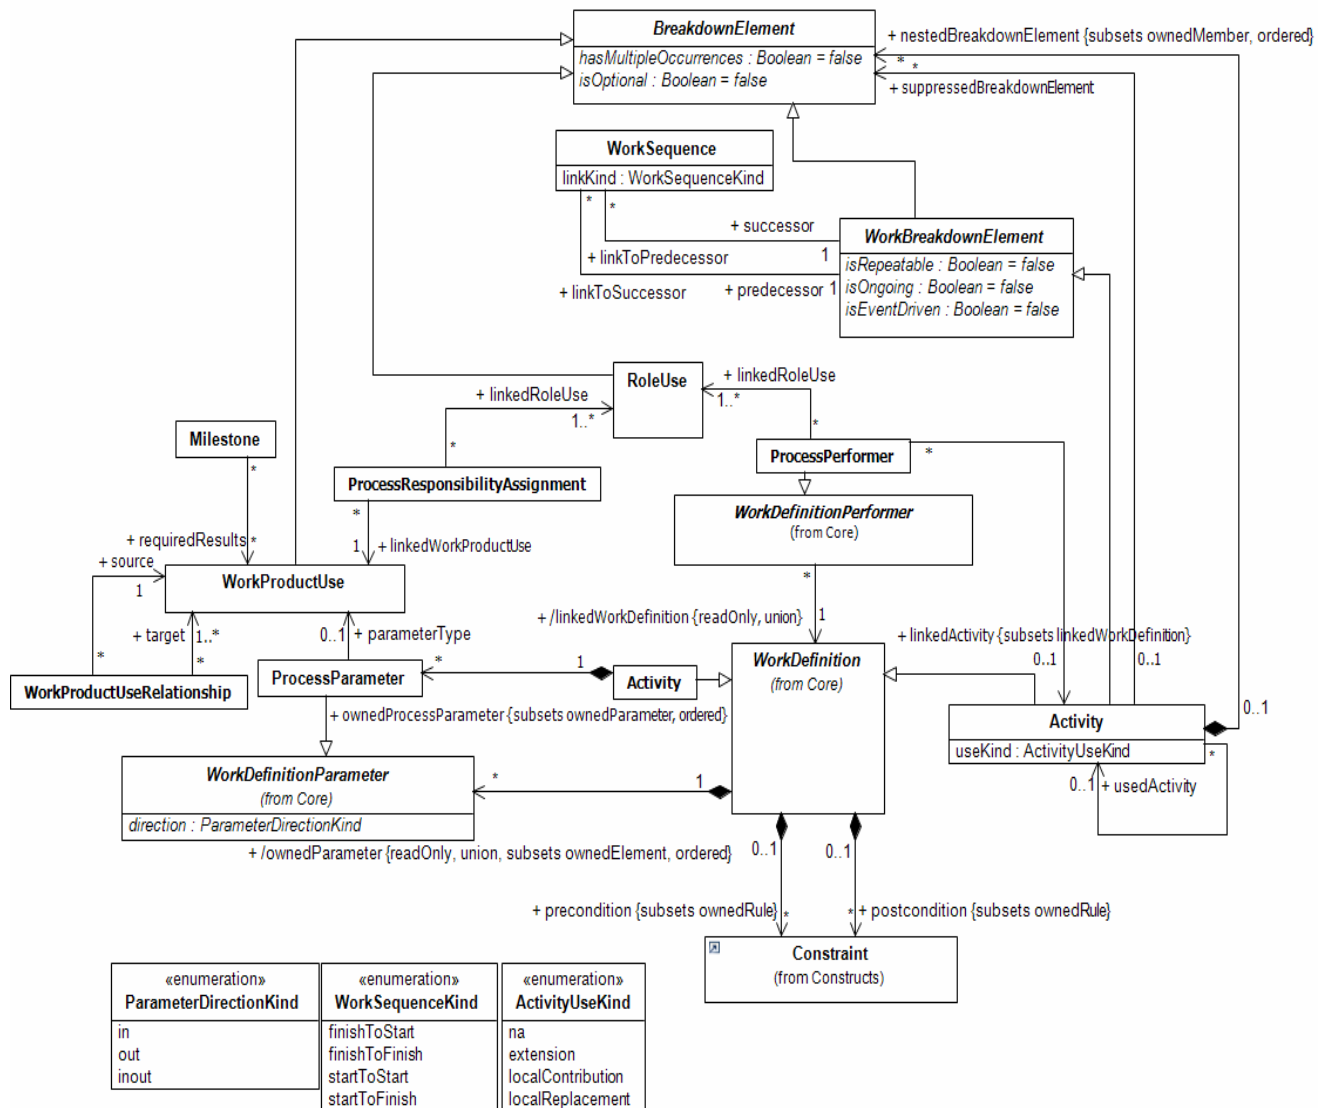 BreakdownElement
hasMultipleOccurrences : Boolean = false
isOptional : Boolean = false
+ nestedBreakdownElement {subsets ownedMember, ordered}
* *
+ suppressedBreakdownElement
WorkSequence
linkKind : WorkSequenceKind
*
*
+ successor
1
+ linkToPredecessor
+ linkToSuccessor
+ predecessor 1
WorkBreakdownElement
isRepeatable : Boolean = false
isOngoing : Boolean = false
isEventDriven : Boolean = false
RoleUse
+ linkedRoleUse
1..*
*
+ linkedRoleUse
1..*
*
Milestone
*
ProcessResponsibilityAssignment
*
ProcessPerformer
*
WorkDefinitionPerformer
(from Core)
*
+ requiredResults *
1 + linkedWorkProductUse
+ source
1
WorkProductUse
+ target 1..*
*
*
0..1 + parameterType
+ /linkedWorkDefinition {readOnly, union} 1
+ linkedActivity {subsets linkedWorkDefinition}
0..1
0..1
WorkProductUseRelationship
ProcessParameter
*
1
Activity
WorkDefinition
(from Core)
+ ownedProcessParameter {subsets ownedParameter, ordered}
Activity
useKind : ActivityUseKind
0..1
*
0..1 + usedActivity
WorkDefinitionParameter
(from Core)
direction : ParameterDirectionKind
*
1
+ /ownedParameter {readOnly, union, subsets ownedElement, ordered}
0..1
0..1
+ precondition {subsets ownedRule} *
* + postcondition {subsets ownedRule}
Constraint
(from Constructs)
«enumeration»
ParameterDirectionKind
in
out
inout
«enumeration»
WorkSequenceKind
finishToStart
finishToFinish
startToStart
startToFinish
«enumeration»
ActivityUseKind
na
extension
localContribution
localReplacement